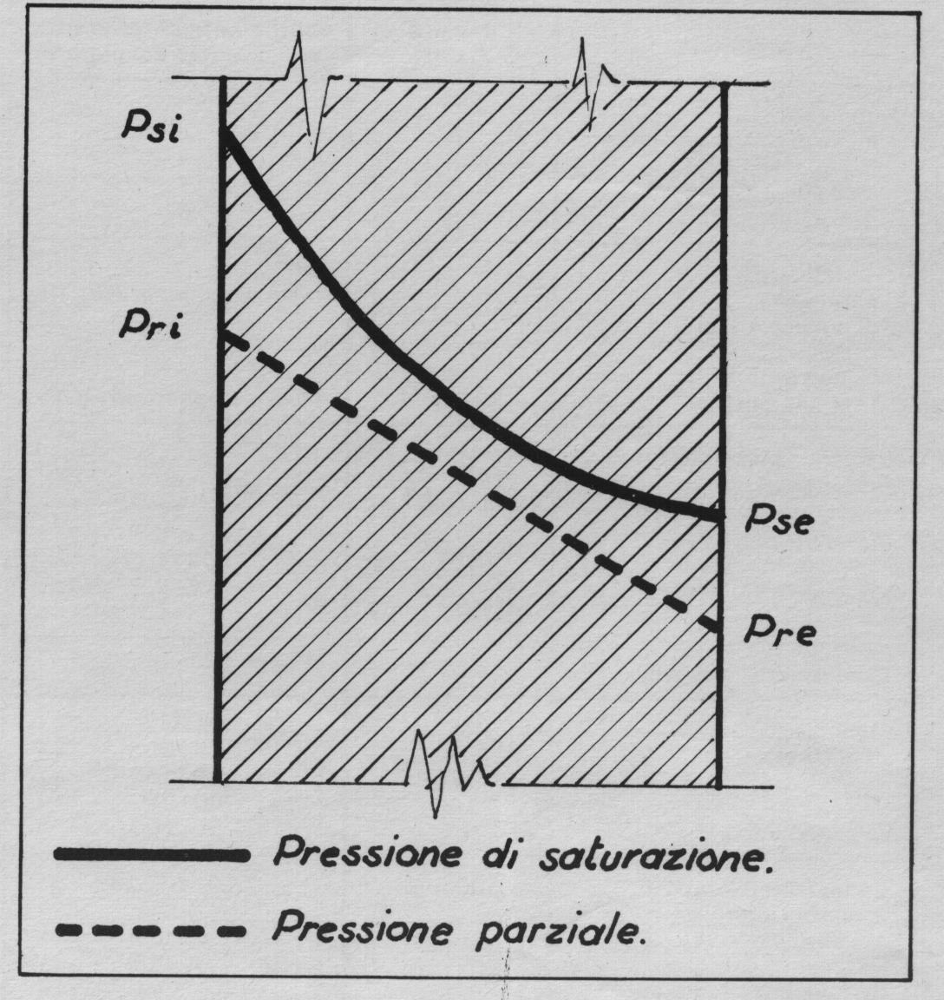 Psi
Pri
Pse
Pre
Pressione di saturazione.
Pressione parziale.